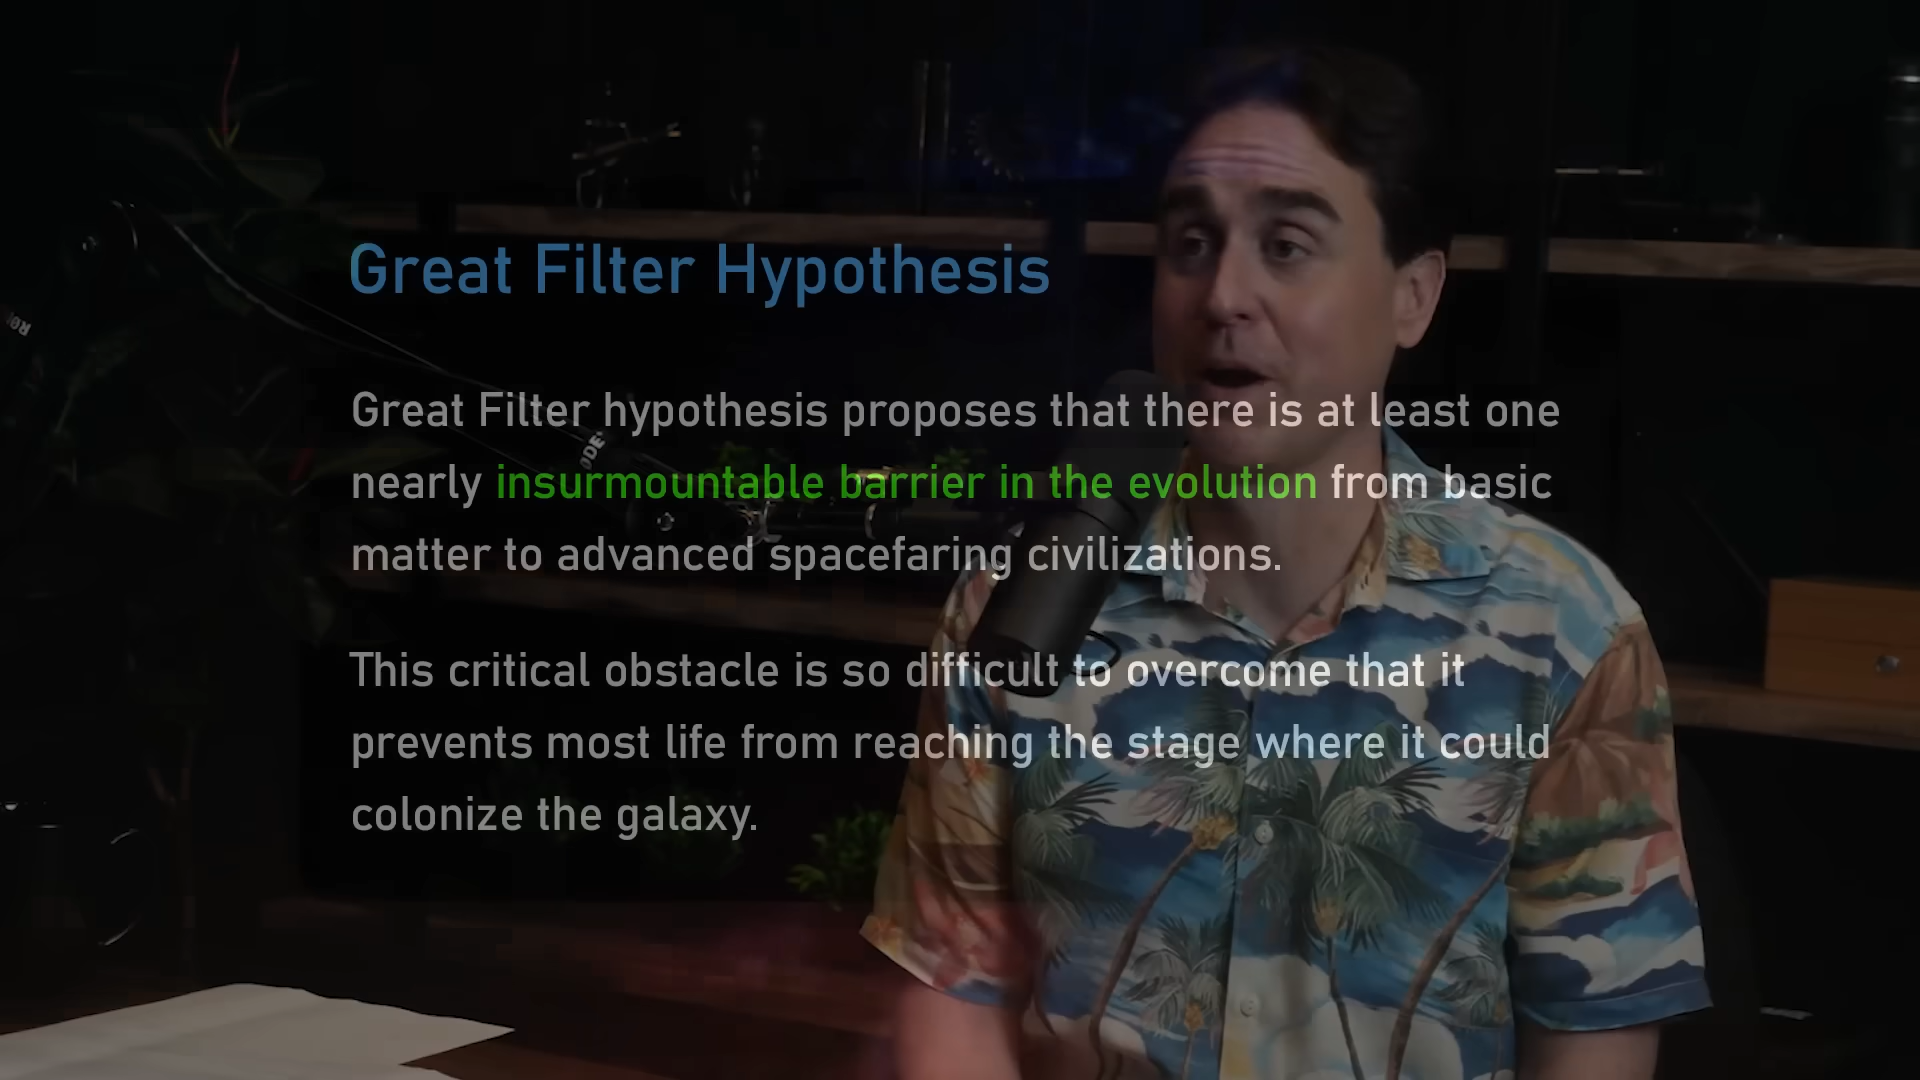 Great Filter Hypothesis
Great Filter hypothesis proposes that there is at least one
nearly insurmountable barrier in the evolution from basic
matter to advanced spacefaring civilizations.
This critical obstacle is so difficult to overcome that it
prevents most life from reaching the stage where it could
colonize the galaxy.